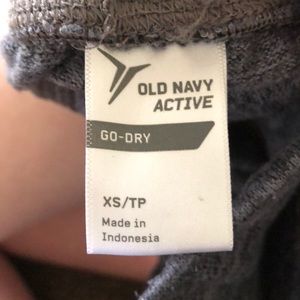 OLD NAVY
ACTIVE
GO-DRY
XS/TP
Made in
Indonesia